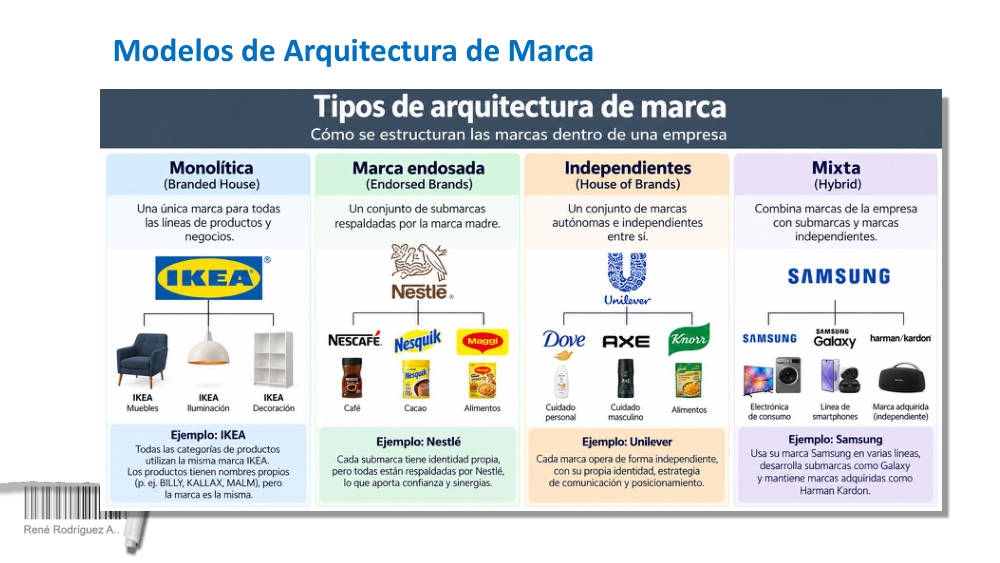 Modelos de Arquitectura de Marca
Tipos de arquitectura de marca
Cómo se estructuran las marcas dentro de una empresa
Monolítica
(Branded House)
Una única marca para todas
las líneas de productos y
negocios.
IKEA®
IKEA
Muebles
IKEA
Iluminación
IKEA
Decoración
Ejemplo: IKEA
Todas las categorías de productos
utilizan la misma marca IKEA.
Los productos tienen nombres propios
(p. ej. BILLY, KALLAX, MALM), pero
la marca es la misma.
Marca endosada
(Endorsed Brands)
Un conjunto de submarcas
respaldadas por la marca madre.
Nestlé®
NESCAFÉ
Nesquik
Maggi
Café
Cacao
Alimentos
Ejemplo: Nestlé
Cada submarca tiene identidad propia,
pero todas están respaldadas por Nestlé,
lo que aporta confianza y sinergias.
Independientes
(House of Brands)
Un conjunto de marcas
autónomas e independientes
entre sí.
Unilever
Dove
AXE
Knorr
Cuidado
personal
Cuidado
masculino
Alimentos
Ejemplo: Unilever
Cada marca opera de forma independiente,
con su propia identidad, estrategia
de comunicación y posicionamiento.
Mixta
(Hybrid)
Combina marcas de la empresa
con submarcas y marcas
independientes.
SAMSUNG
SAMSUNG
SAMSUNG
Galaxy
harman/kardon
Electrónica
de consumo
Línea de
smartphones
Marca adquirida
(independiente)
Ejemplo: Samsung
Usa su marca Samsung en varias líneas,
desarrolla submarcas como Galaxy
y mantiene marcas adquiridas como
Harman Kardon.
René Rodríguez A..